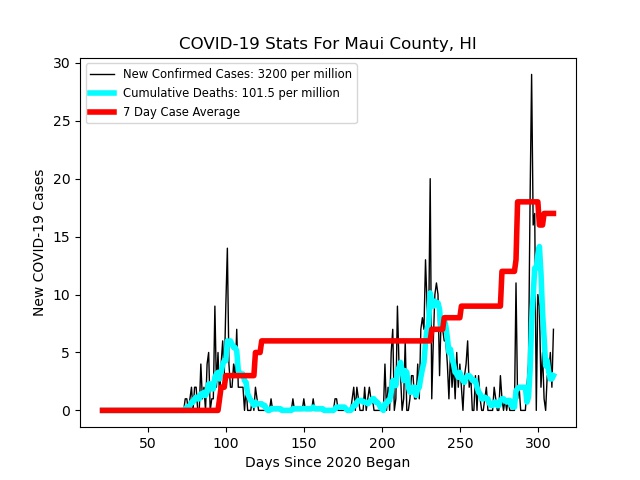 COVID-19 Stats For Maui County, HI
New Confirmed Cases: 3200 per million
Cumulative Deaths: 101.5 per million
7 Day Case Average
New COVID-19 Cases
30
25
20
15
10
5
0
50 100 150 200 250 300
Days Since 2020 Began